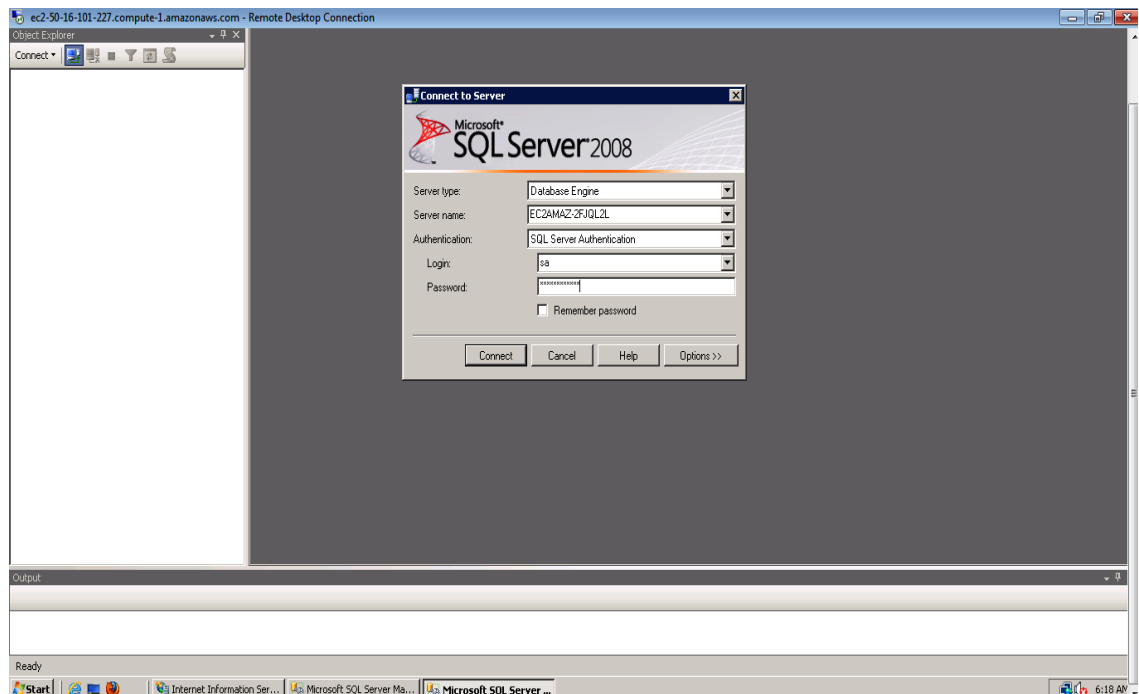 ec2-50-16-101-227.compute-1.amazonaws.com - Remote Desktop Connection
Object Explorer
Connect
Connect to Server
Microsoft
SQL Server 2008
Server type:
Database Engine
Server name:
EC2AMAZ-2FJQL2L
Authentication:
SQL Server Authentication
Login:
sa
Password:
************
Remember password
Connect
Cancel
Help
Options >>
Output
Ready
Start
Internet Information Ser...
Microsoft SQL Server Ma...
Microsoft SQL Server ...
6:18 AM